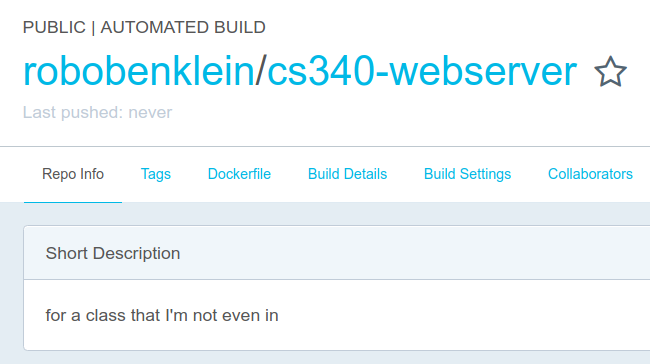 PUBLIC | AUTOMATED BUILD
robobenklein/cs340-webserver
Last pushed: never
Repo Info Tags Dockerfile Build Details Build Settings Collaborators
Short Description
for a class that I'm not even in